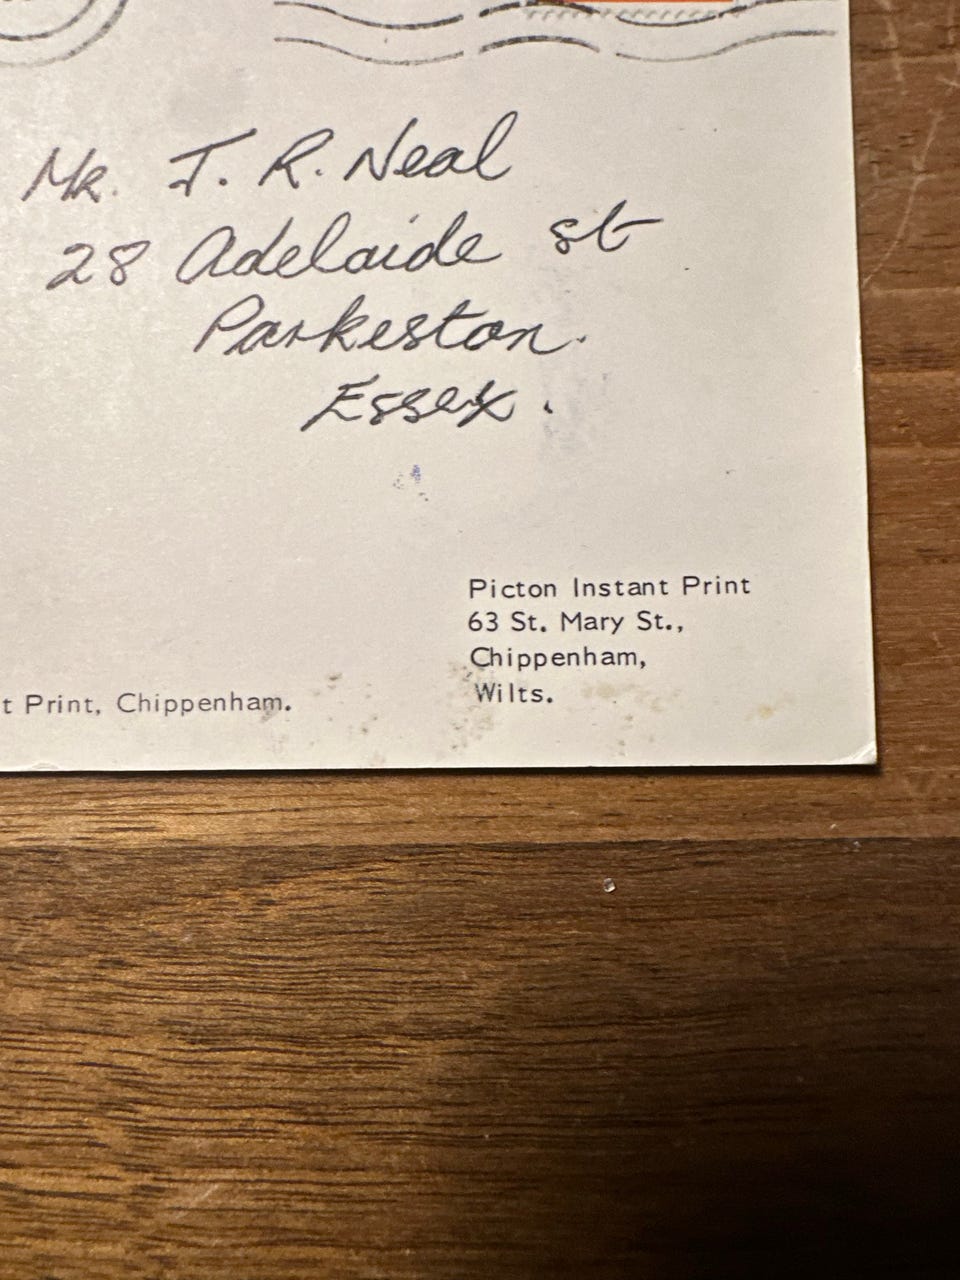 Mr. J. R. Neal
28 Adelaide st
Parkeston.
Essex.
Picton Instant Print
63 St. Mary St.,
Chippenham,
Wilts.
t Print, Chippenham.